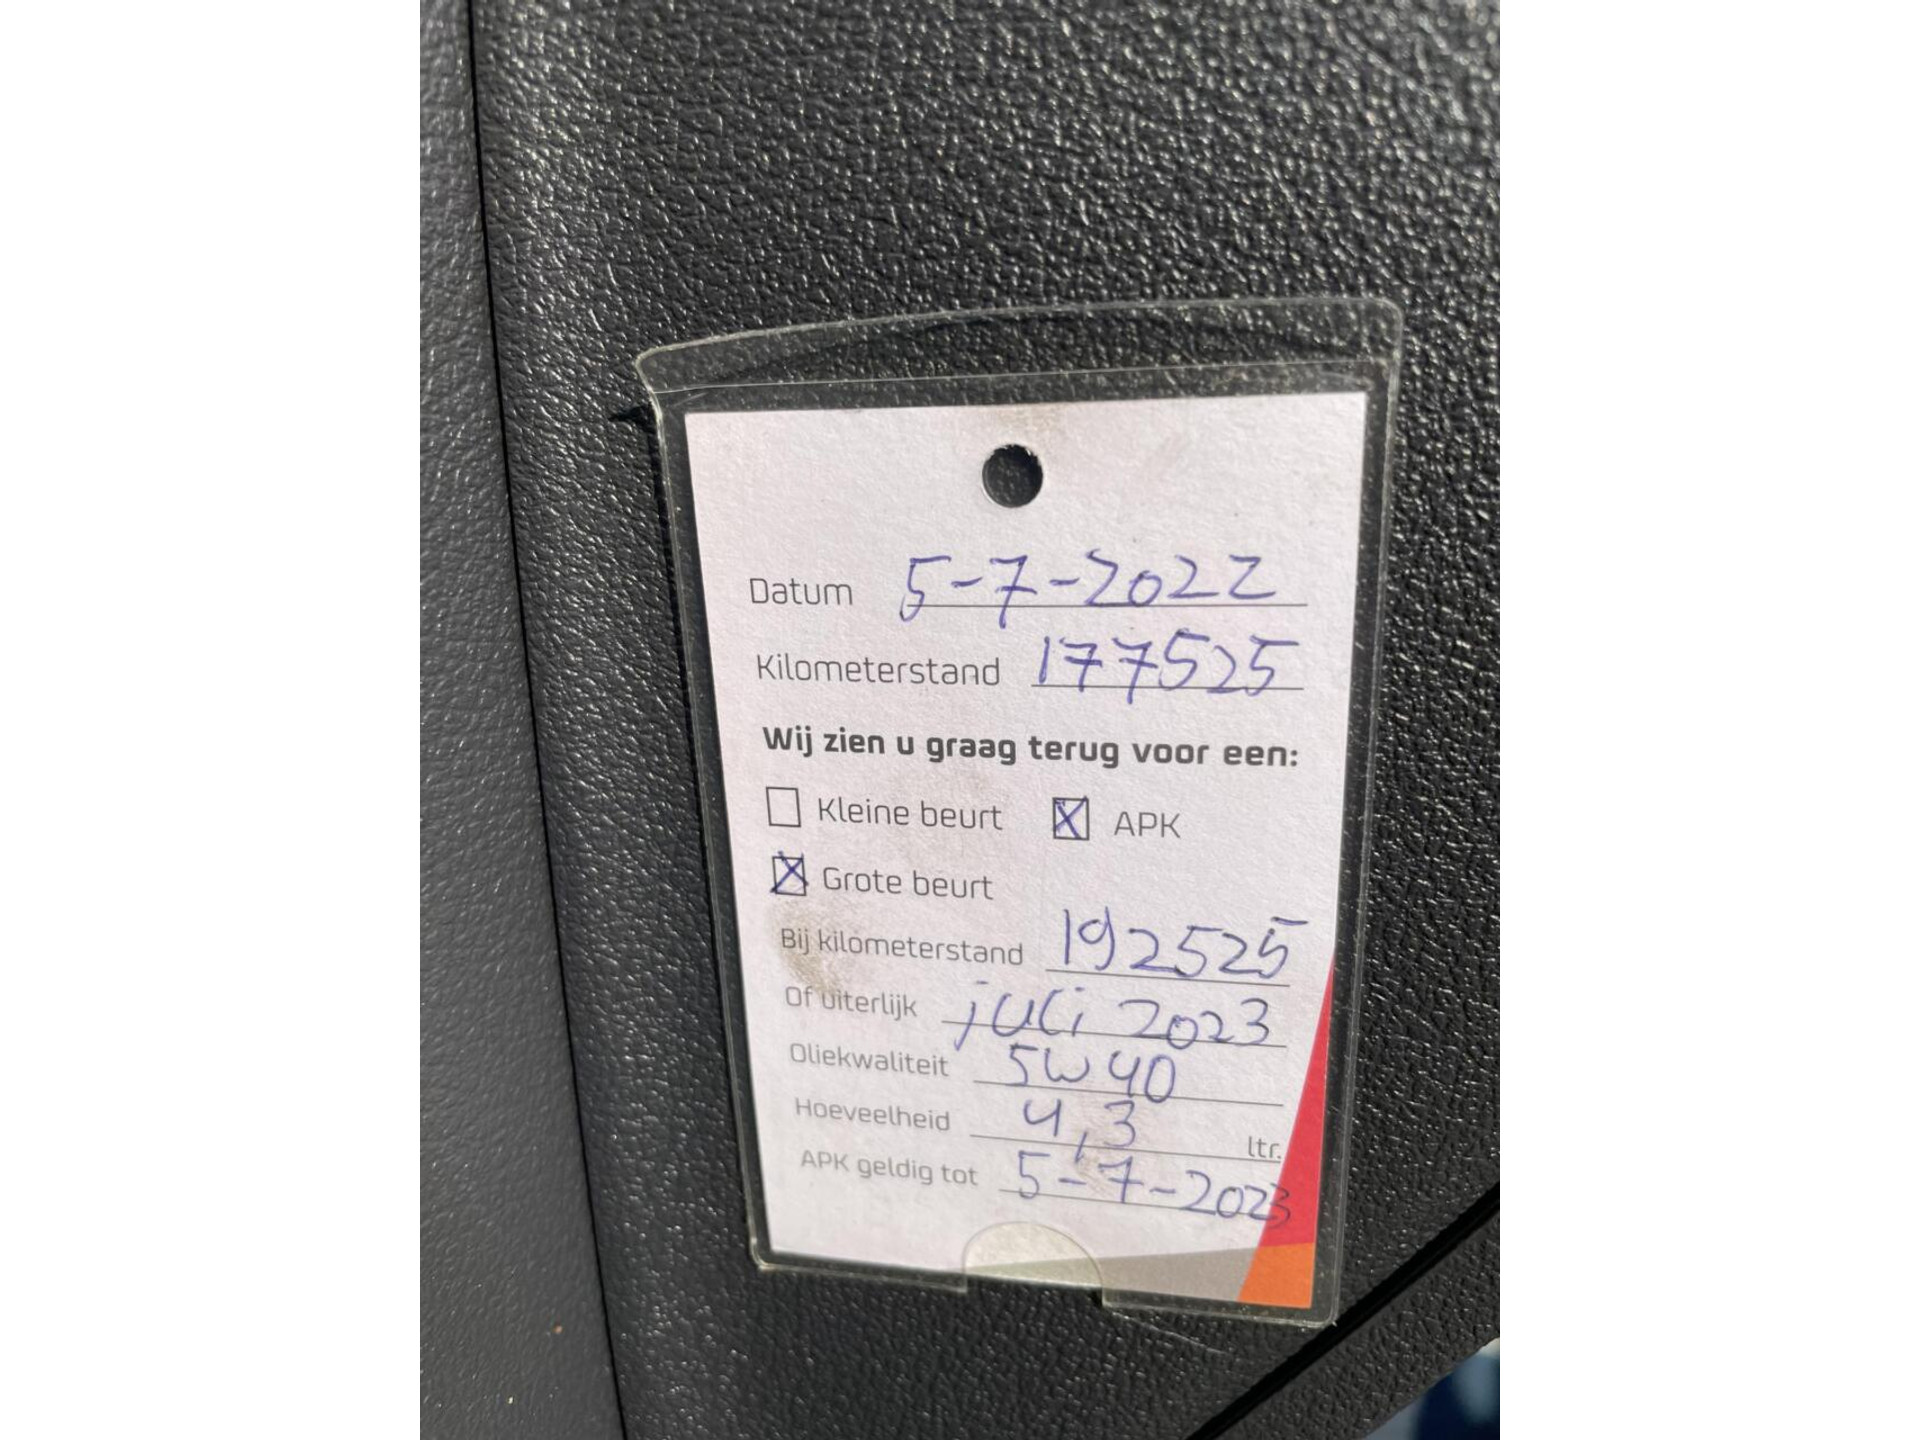 Datum 5-7-2022
Kilometerstand 177525
Wij zien u graag terug voor een:
Kleine beurt APK
Grote beurt
Bij kilometerstand 192525
Of uiterlijk juli 2023
Oliekwaliteit 5W40
Hoeveelheid 4,3 ltr.
APK geldig tot 5-7-2023